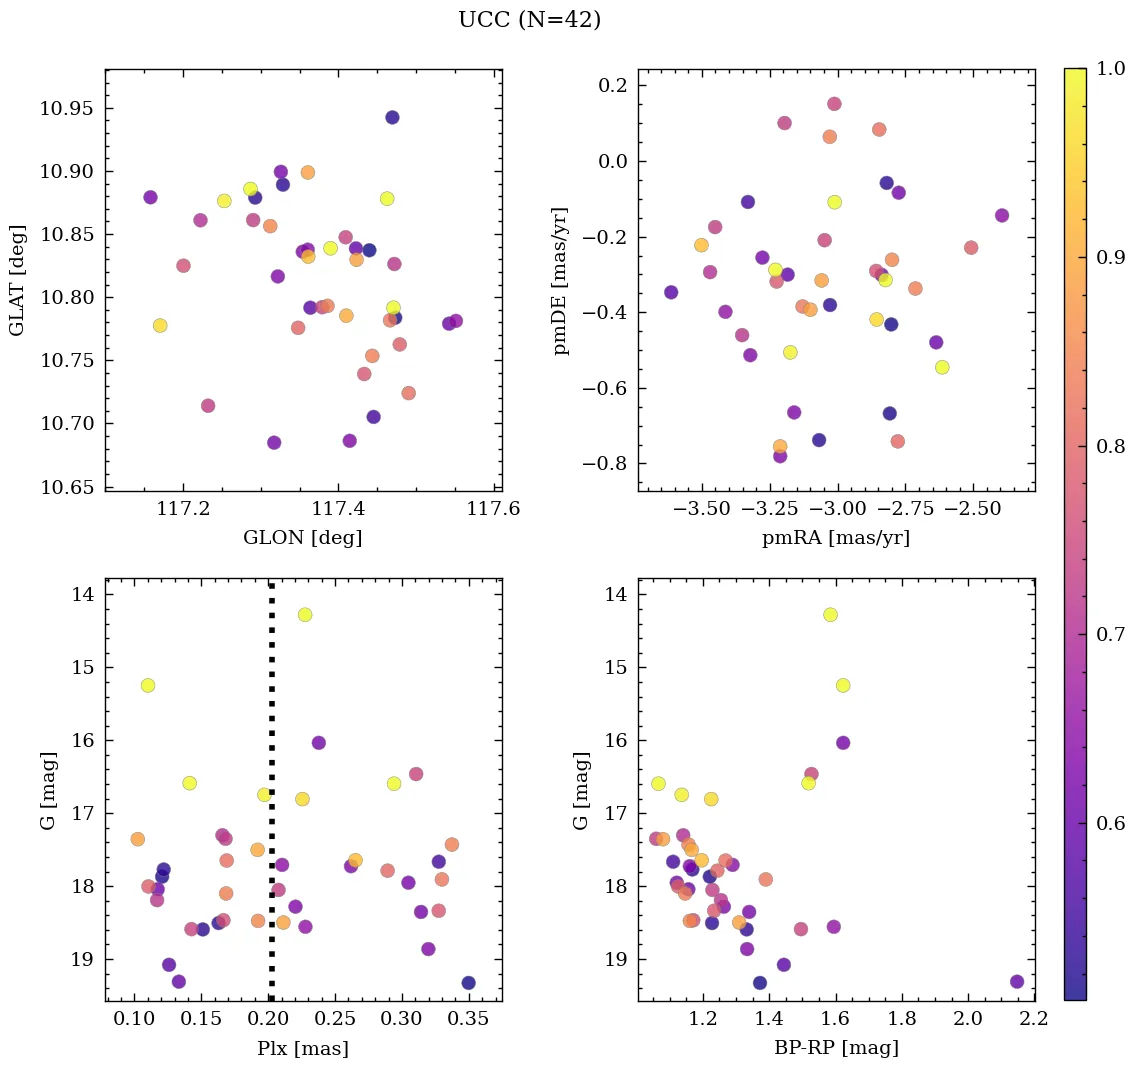 UCC (N=42)
10.95
10.90
10.85
10.80
10.75
10.70
10.65
GLAT [deg]
117.2 117.4 117.6
GLON [deg]
0.2
0.0
−0.2
−0.4
−0.6
−0.8
pmDE [mas/yr]
−3.50 −3.25 −3.00 −2.75 −2.50
pmRA [mas/yr]
14
15
16
17
18
19
G [mag]
0.10 0.15 0.20 0.25 0.30 0.35
Plx [mas]
14
15
16
17
18
19
G [mag]
1.2 1.4 1.6 1.8 2.0 2.2
BP-RP [mag]
1.0
0.9
0.8
0.7
0.6